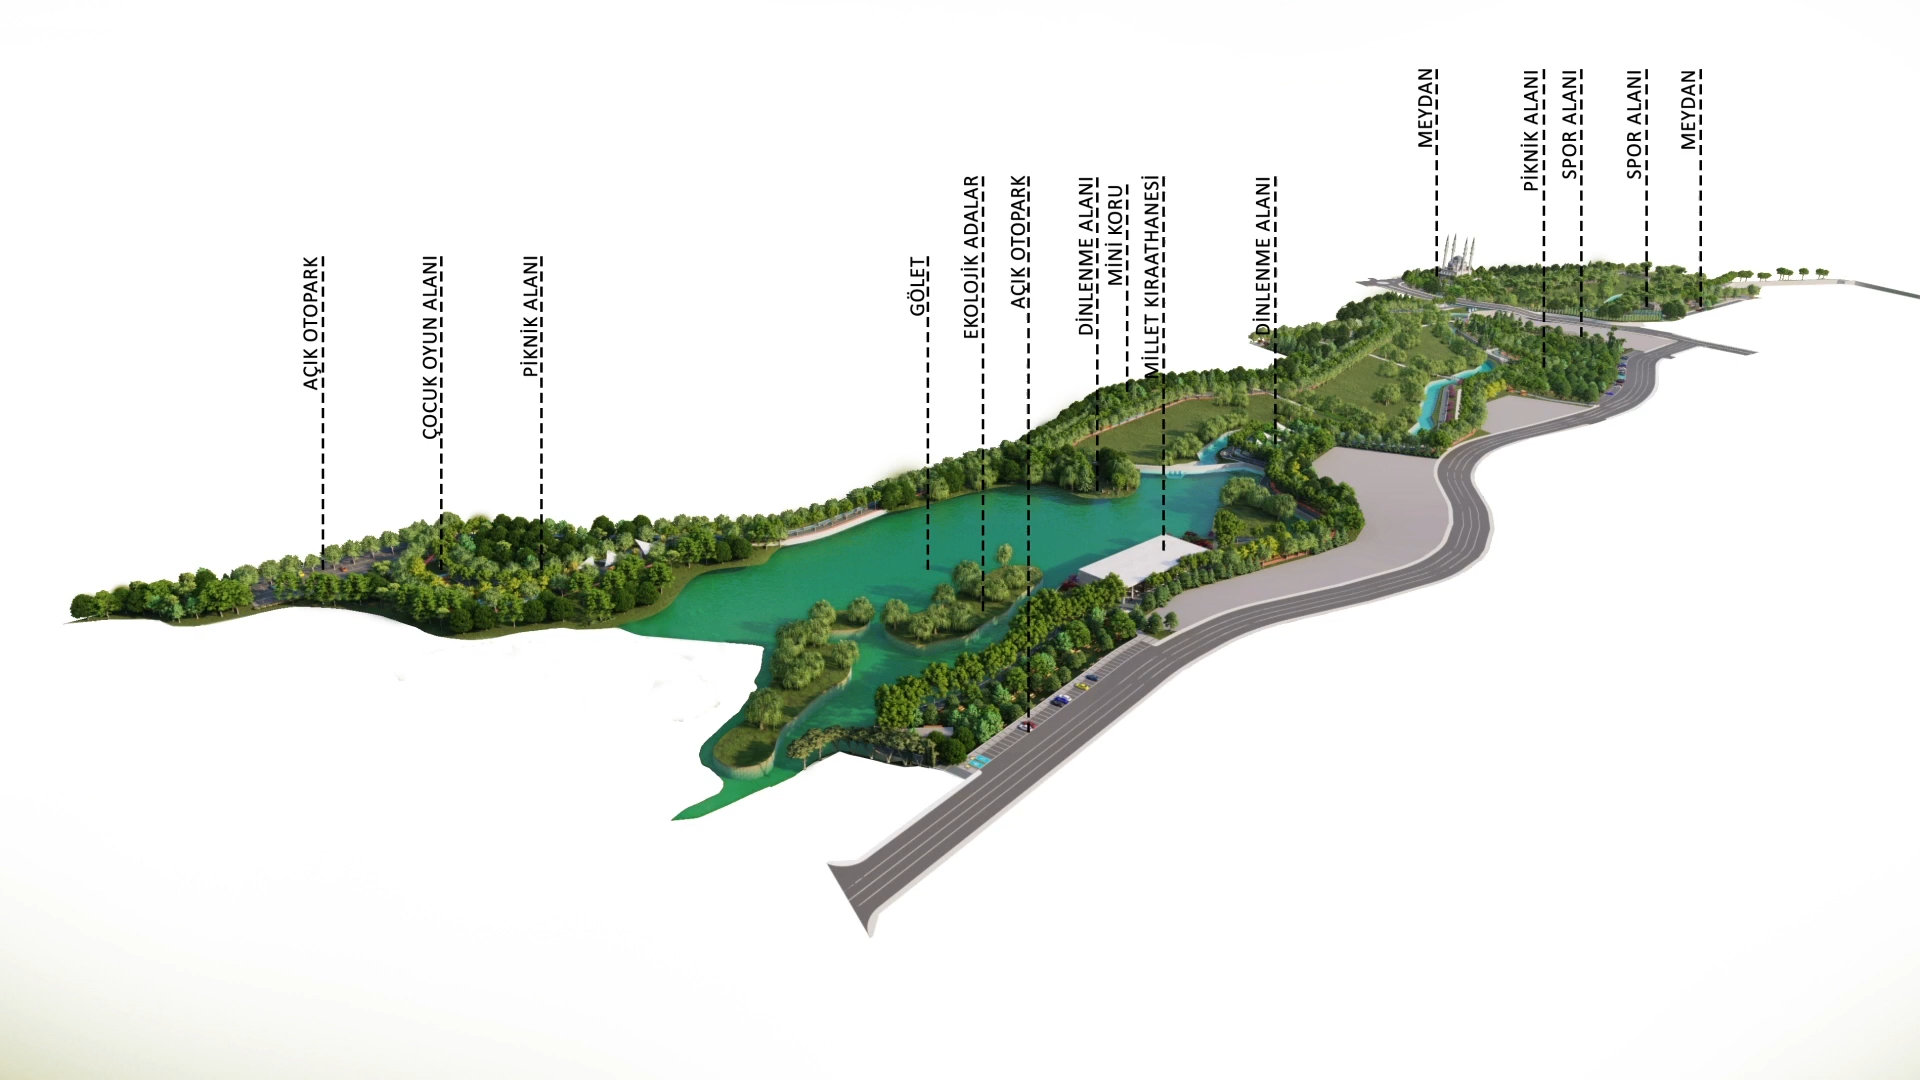 AÇIK OTOPARK
ÇOCUK OYUN ALANI
PİKNİK ALANI
GÖLET
EKOLOJİK ADALAR
AÇIK OTOPARK
DİNLENME ALANI
MİNİ KORU
MİLLET KIRAATHANESİ
DİNLENME ALANI
MEYDAN
PİKNİK ALANI
SPOR ALANI
SPOR ALANI
MEYDAN